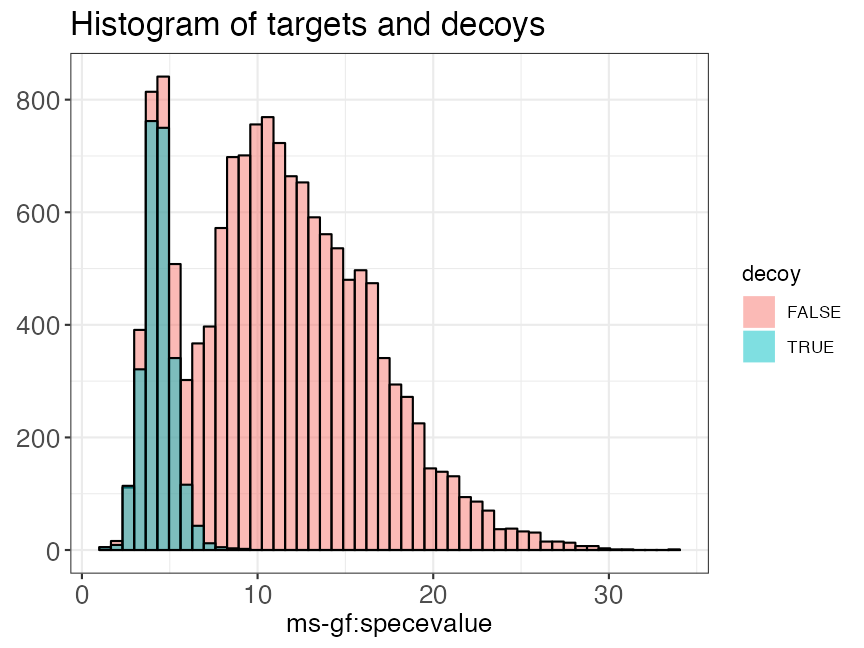 Histogram of targets and decoys
800
600
400
200
0
0 10 20 30
ms-gf:specevalue
decoy
FALSE
TRUE